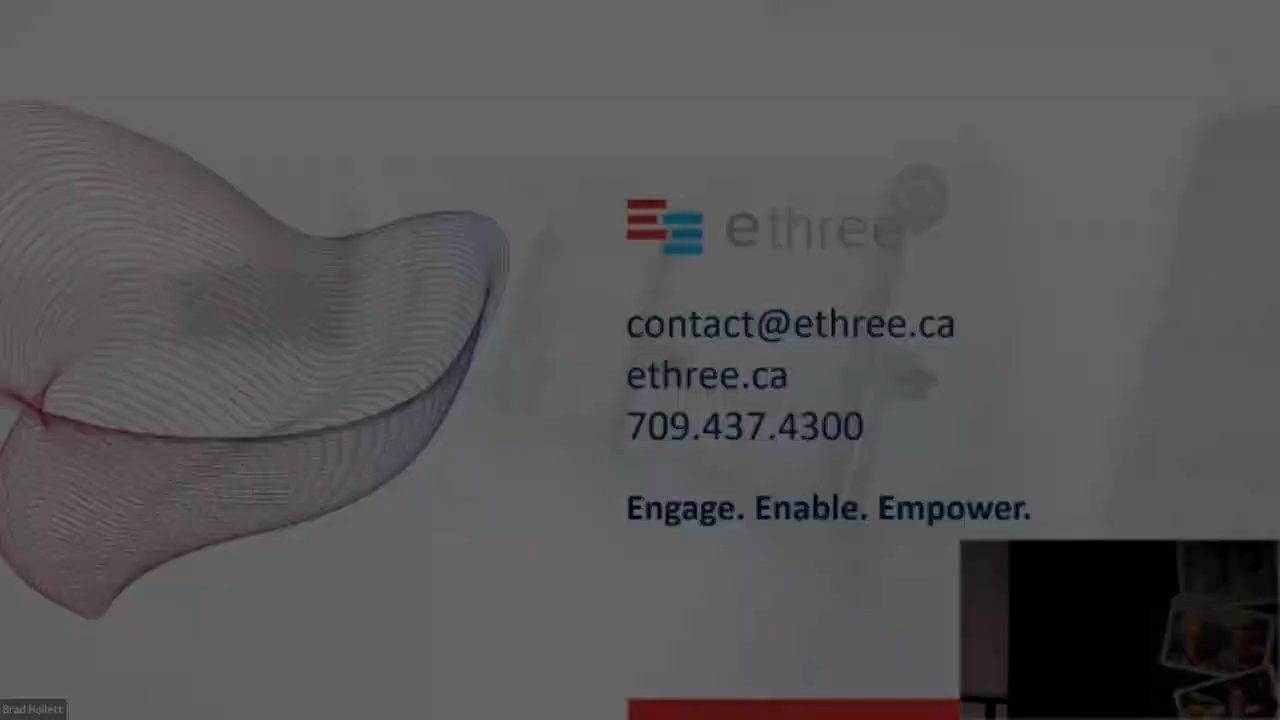 ethree
contact@ethree.ca
ethree.ca
709.437.4300
Engage. Enable. Empower.
Brad Hollett